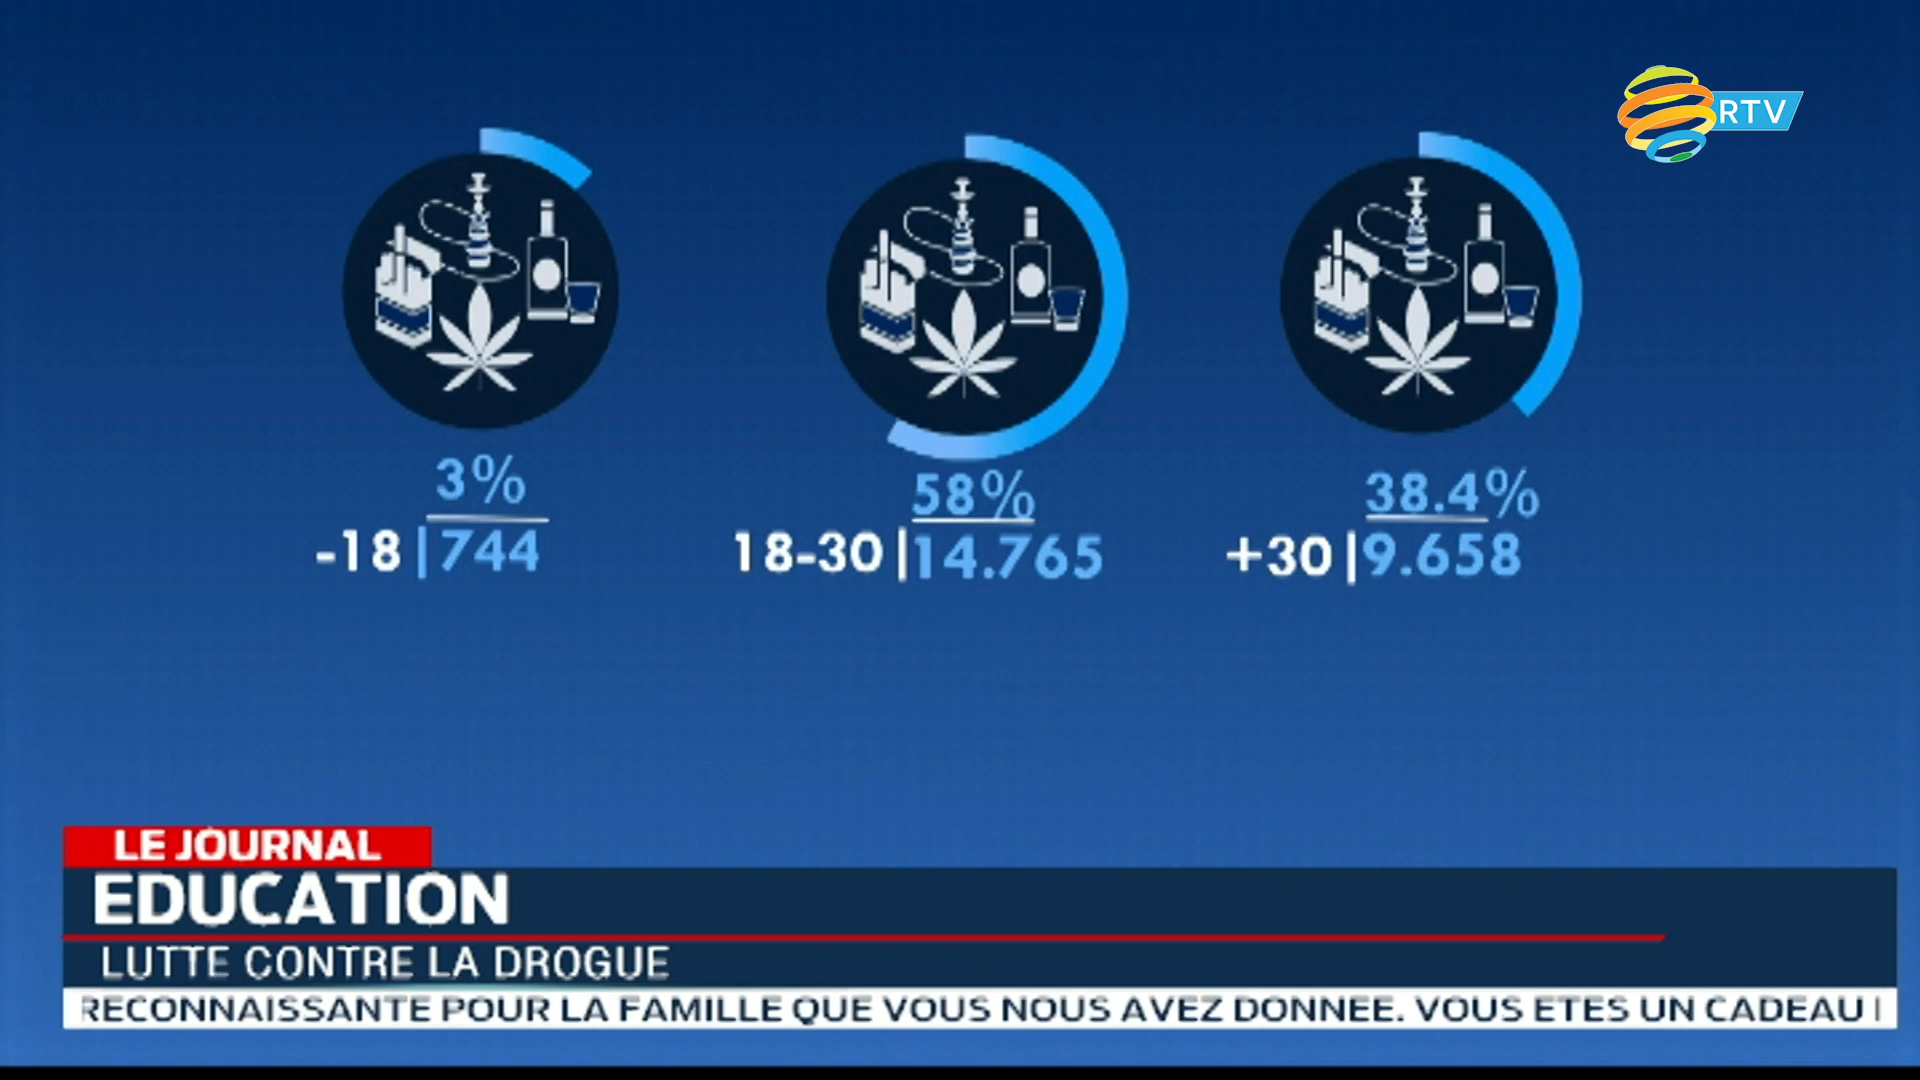 RTV
3%
-18 | 744
58%
18-30 | 14.765
38.4%
+30 | 9.658
LE JOURNAL
EDUCATION
LUTTE CONTRE LA DROGUE
RECONNAISSANTE POUR LA FAMILLE QUE VOUS NOUS AVEZ DONNEE. VOUS ETES UN CADEAU